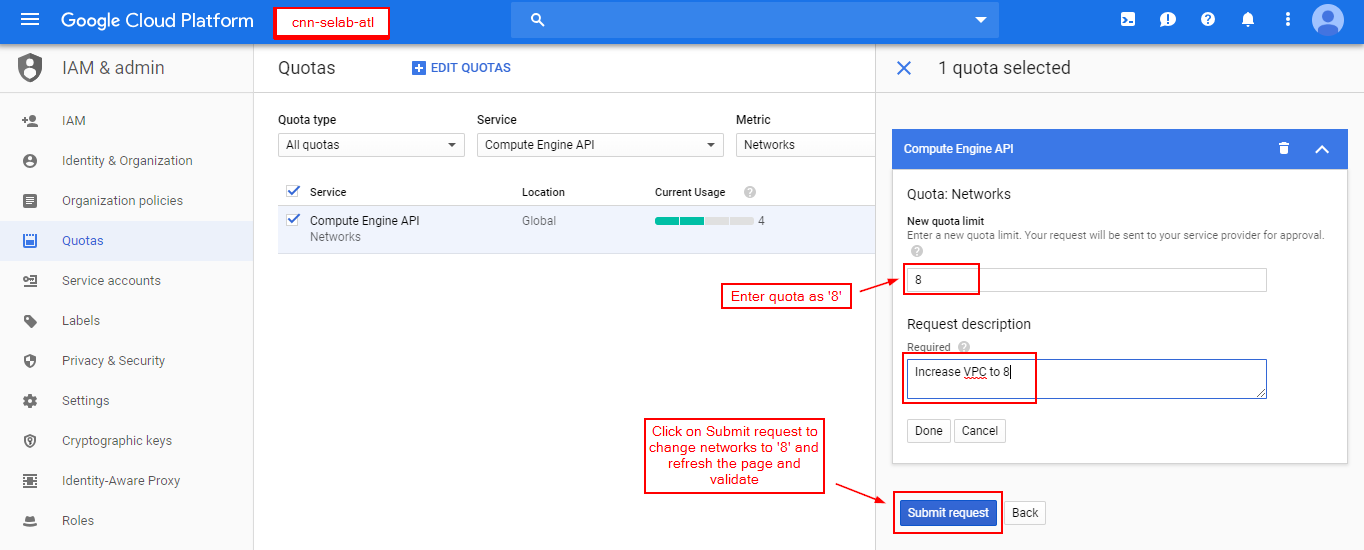 Google Cloud Platform
cnn-selab-atl
IAM & admin
IAM
Identity & Organization
Organization policies
Quotas
Service accounts
Labels
Privacy & Security
Settings
Cryptographic keys
Identity-Aware Proxy
Roles
Quotas
EDIT QUOTAS
Quota type
Service
Metric
All quotas
Compute Engine API
Networks
Service
Location
Current Usage
?
Compute Engine API
Global
4
Networks
Enter quota as '8'
Click on Submit request to
change networks to '8' and
refresh the page and
validate
1 quota selected
Compute Engine API
Quota: Networks
New quota limit
Enter a new quota limit. Your request will be sent to your service provider for approval.
?
8
Request description
Required ?
Increase VPC to 8
Done
Cancel
Submit request
Back